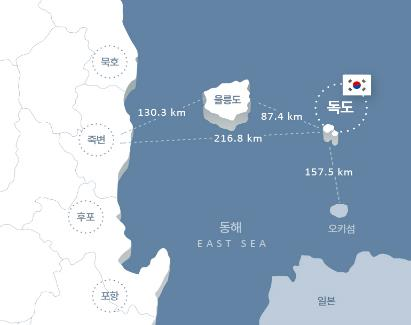 묵호
울릉도
독도
130.3 km
87.4 km
죽변
216.8 km
157.5 km
후포
동해
EAST SEA
오키섬
포항
일본